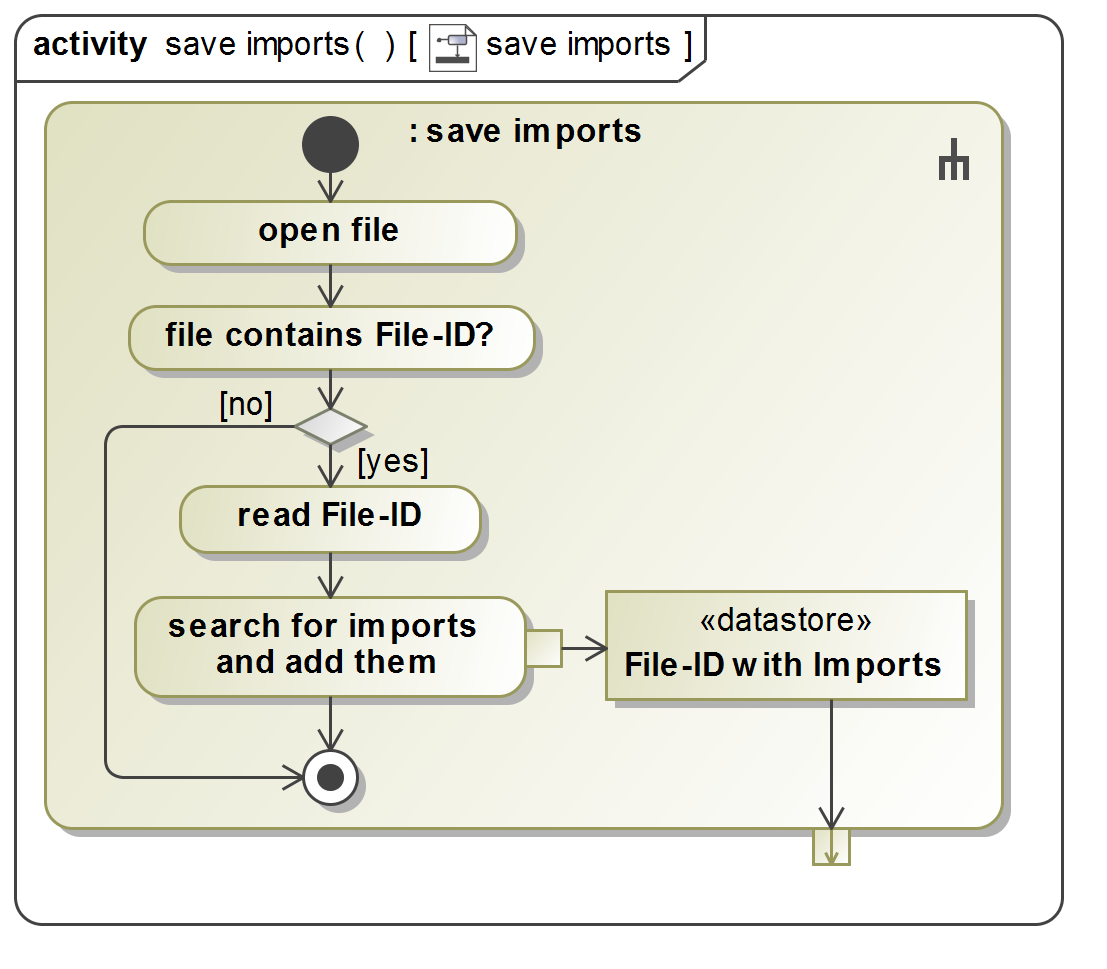 activity save imports( ) [ save imports ]
: save imports
open file
file contains File-ID?
[no]
[yes]
read File-ID
search for imports
and add them
«datastore»
File-ID with Imports